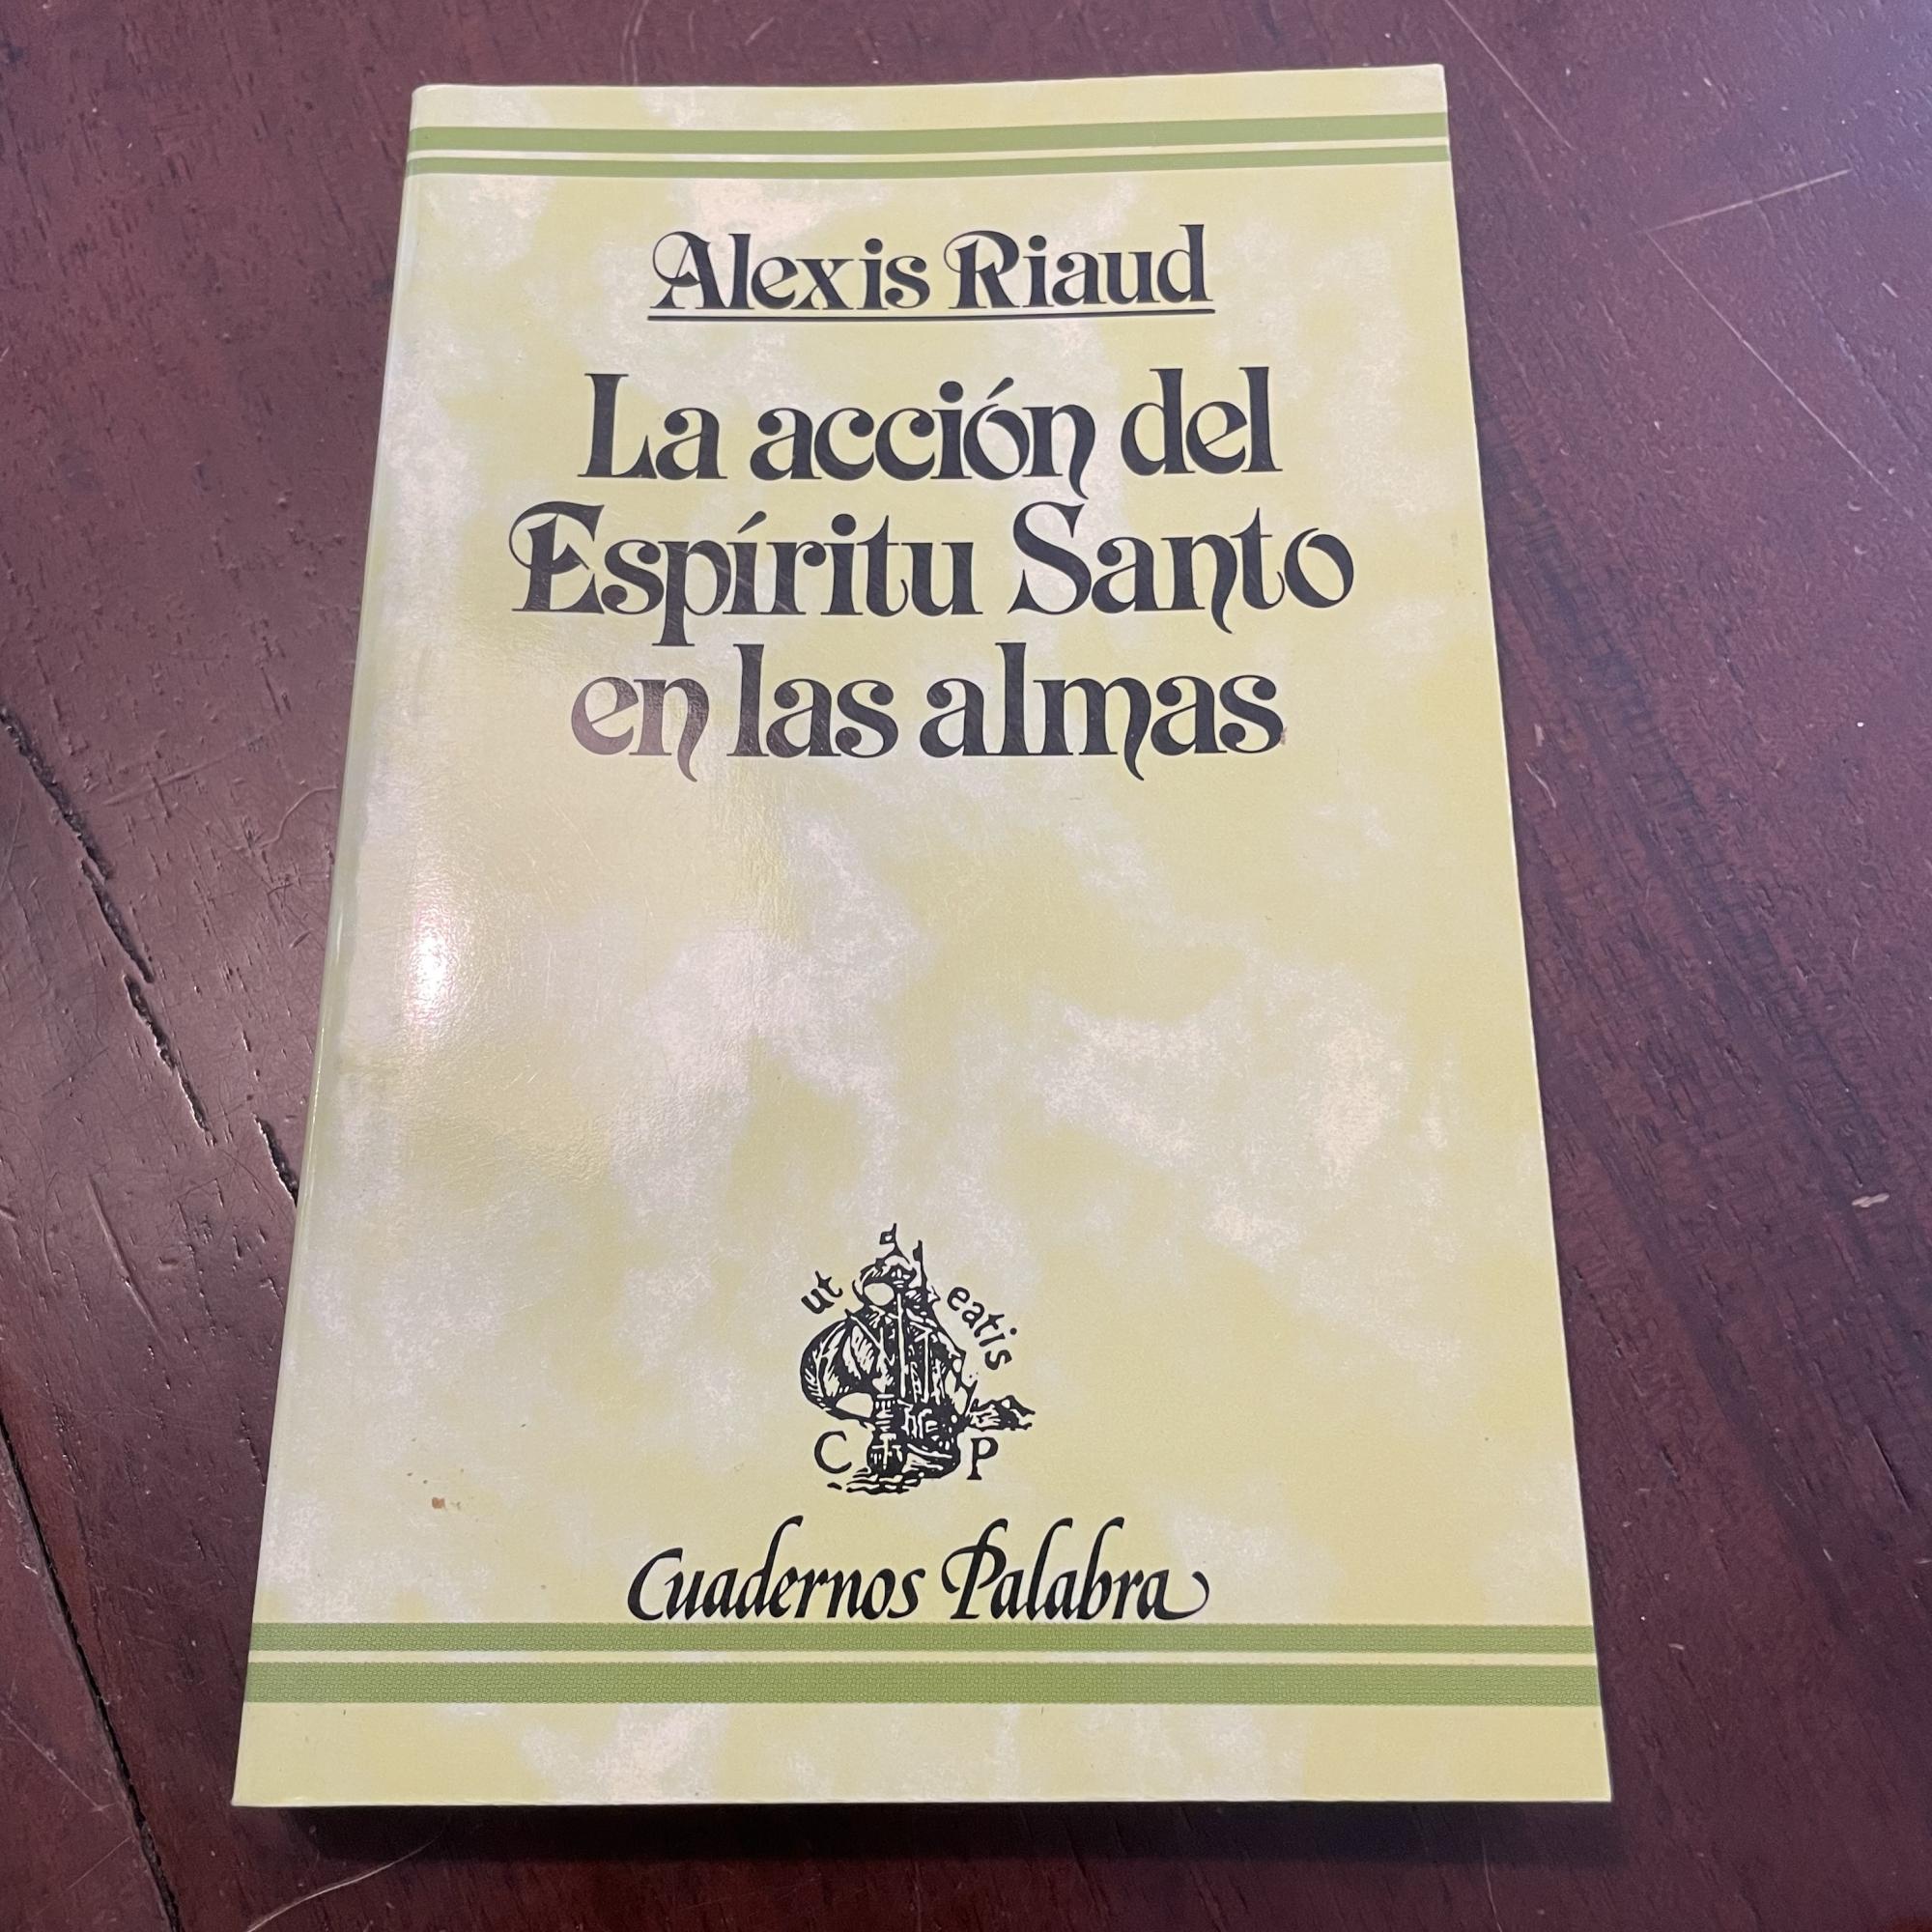 Alexis Riaud
La acción del
Espíritu Santo
en las almas
ut eatis
C P
Cuadernos Palabra